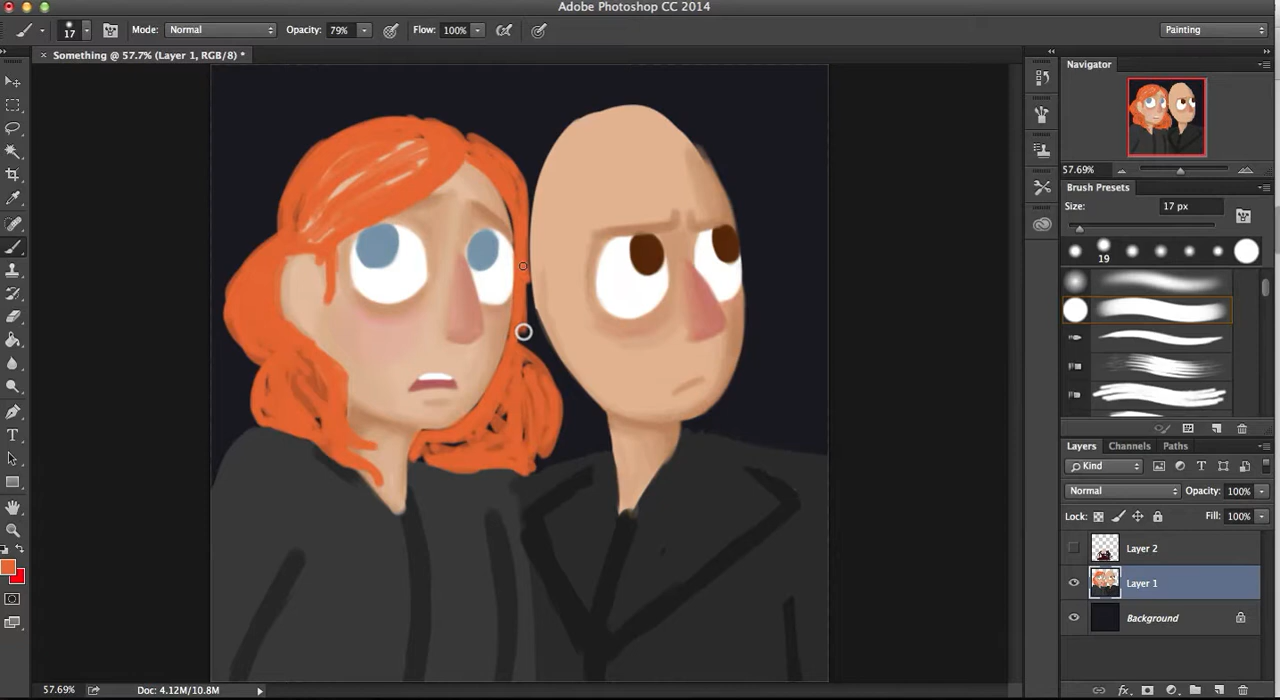 Adobe Photoshop CC 2014
17
Mode: Normal
Opacity: 79%
Flow: 100%
Painting
× Something @ 57.7% (Layer 1, RGB/8) *
Navigator
57.69%
Brush Presets
Size: 17 px
19
Layers Channels Paths
Kind
Normal
Opacity: 100%
Lock:
Fill: 100%
Layer 2
Layer 1
Background
T
fx
57.69%
Doc: 4.12M/10.8M